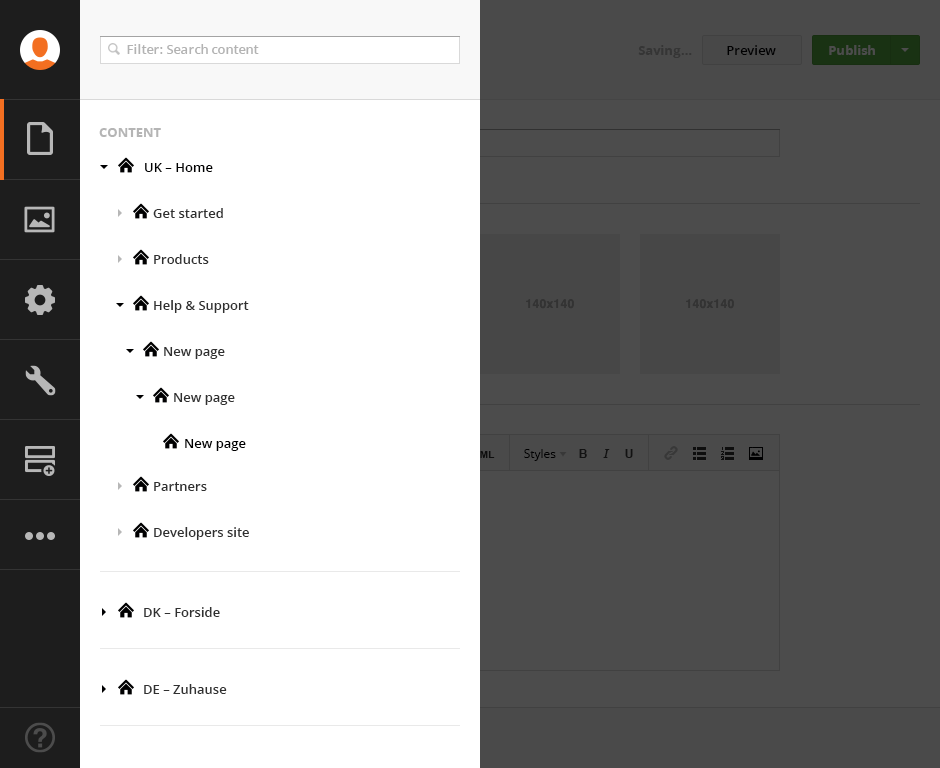 Filter: Search content
Saving...
Preview
Publish
CONTENT
UK – Home
Get started
Products
Help & Support
New page
New page
New page
Partners
Developers site
DK – Forside
DE – Zuhause
140x140
140x140
ML
Styles
B
I
U